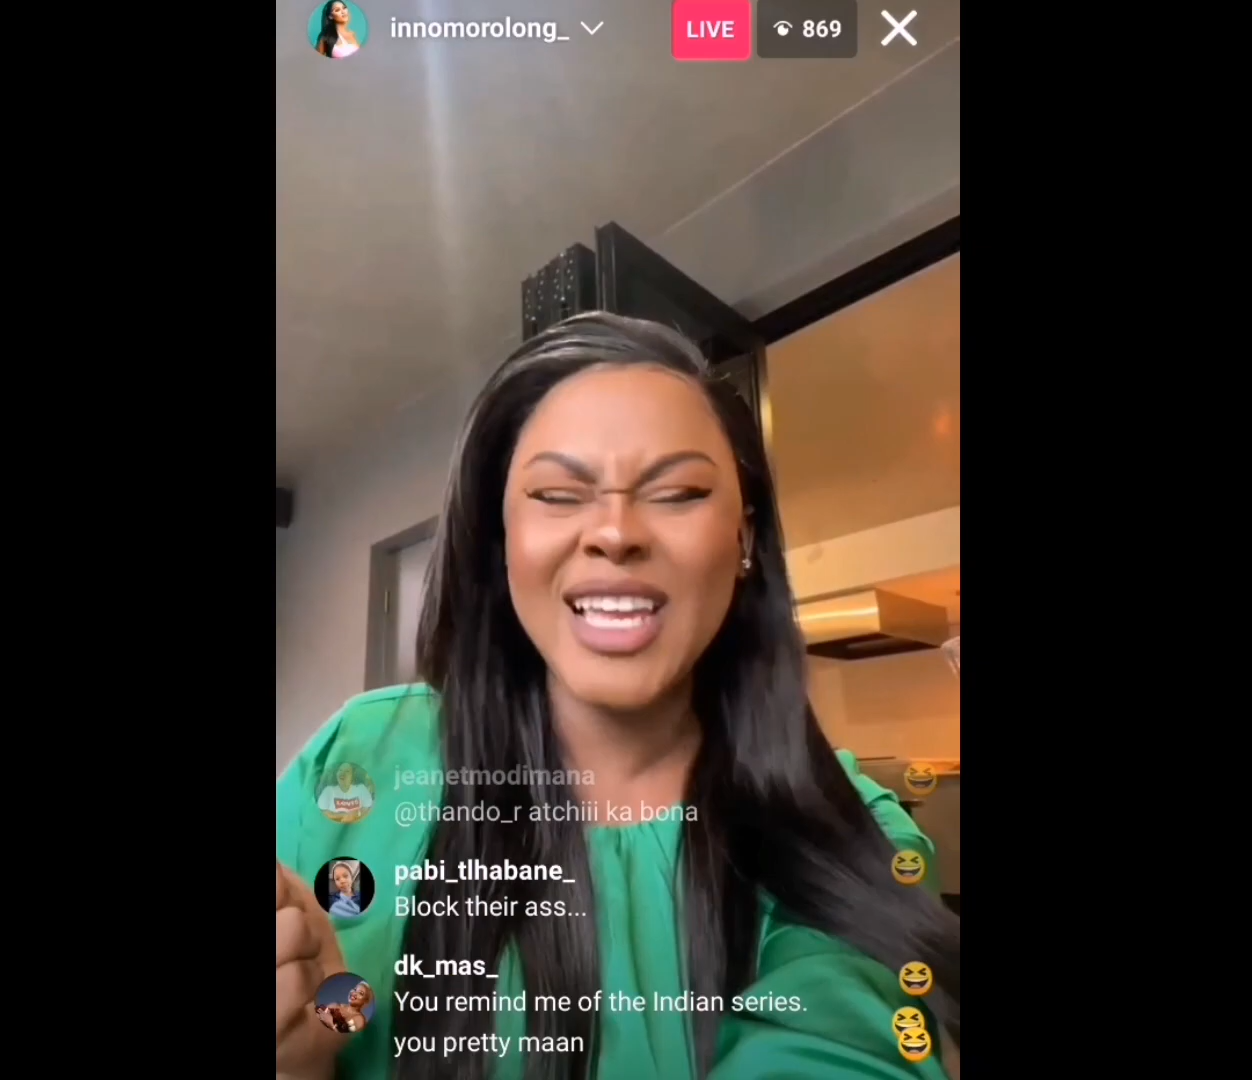 innomorolong_
LIVE
869
jeanetmodimana
@thando_r atchiii ka bona
pabi_tlhabane_
Block their ass...
dk_mas_
You remind me of the Indian series.
you pretty maan